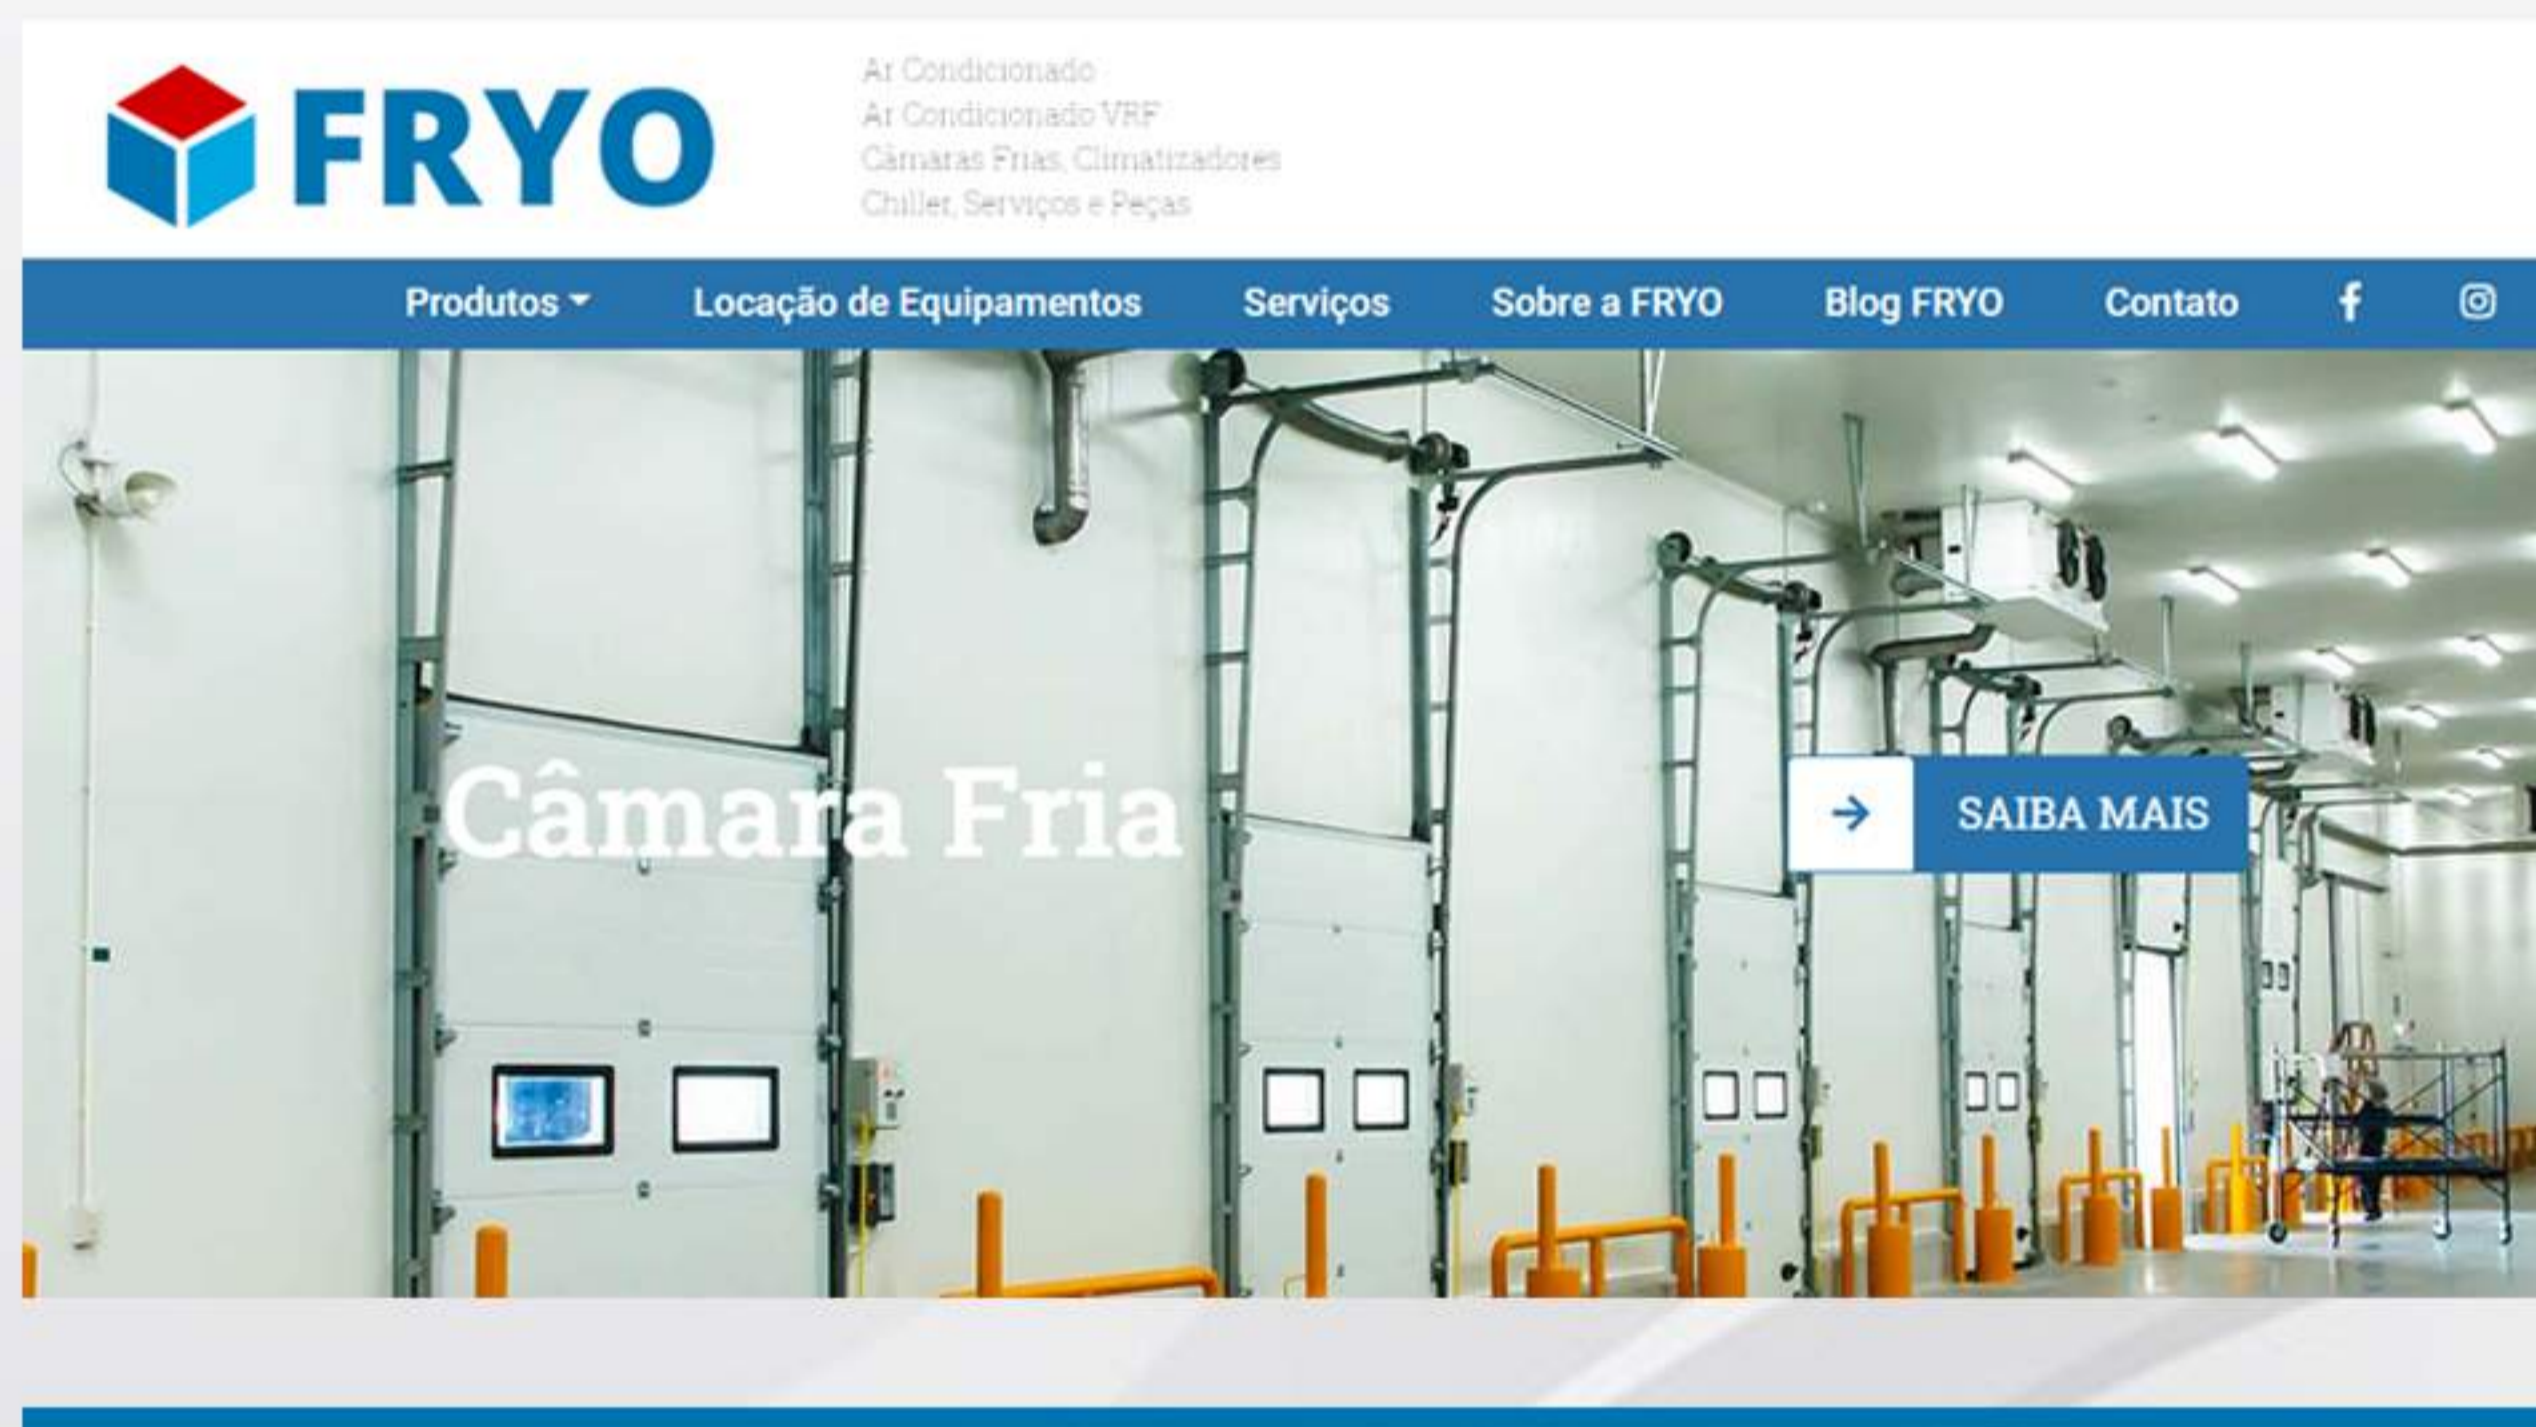 FRYO
Ar Condicionado
Ar Condicionado VRF
Câmaras Frias, Climatizadores
Chiller, Serviços e Peças
Produtos
Locação de Equipamentos
Serviços
Sobre a FRYO
Blog FRYO
Contato
Câmara Fria
SAIBA MAIS